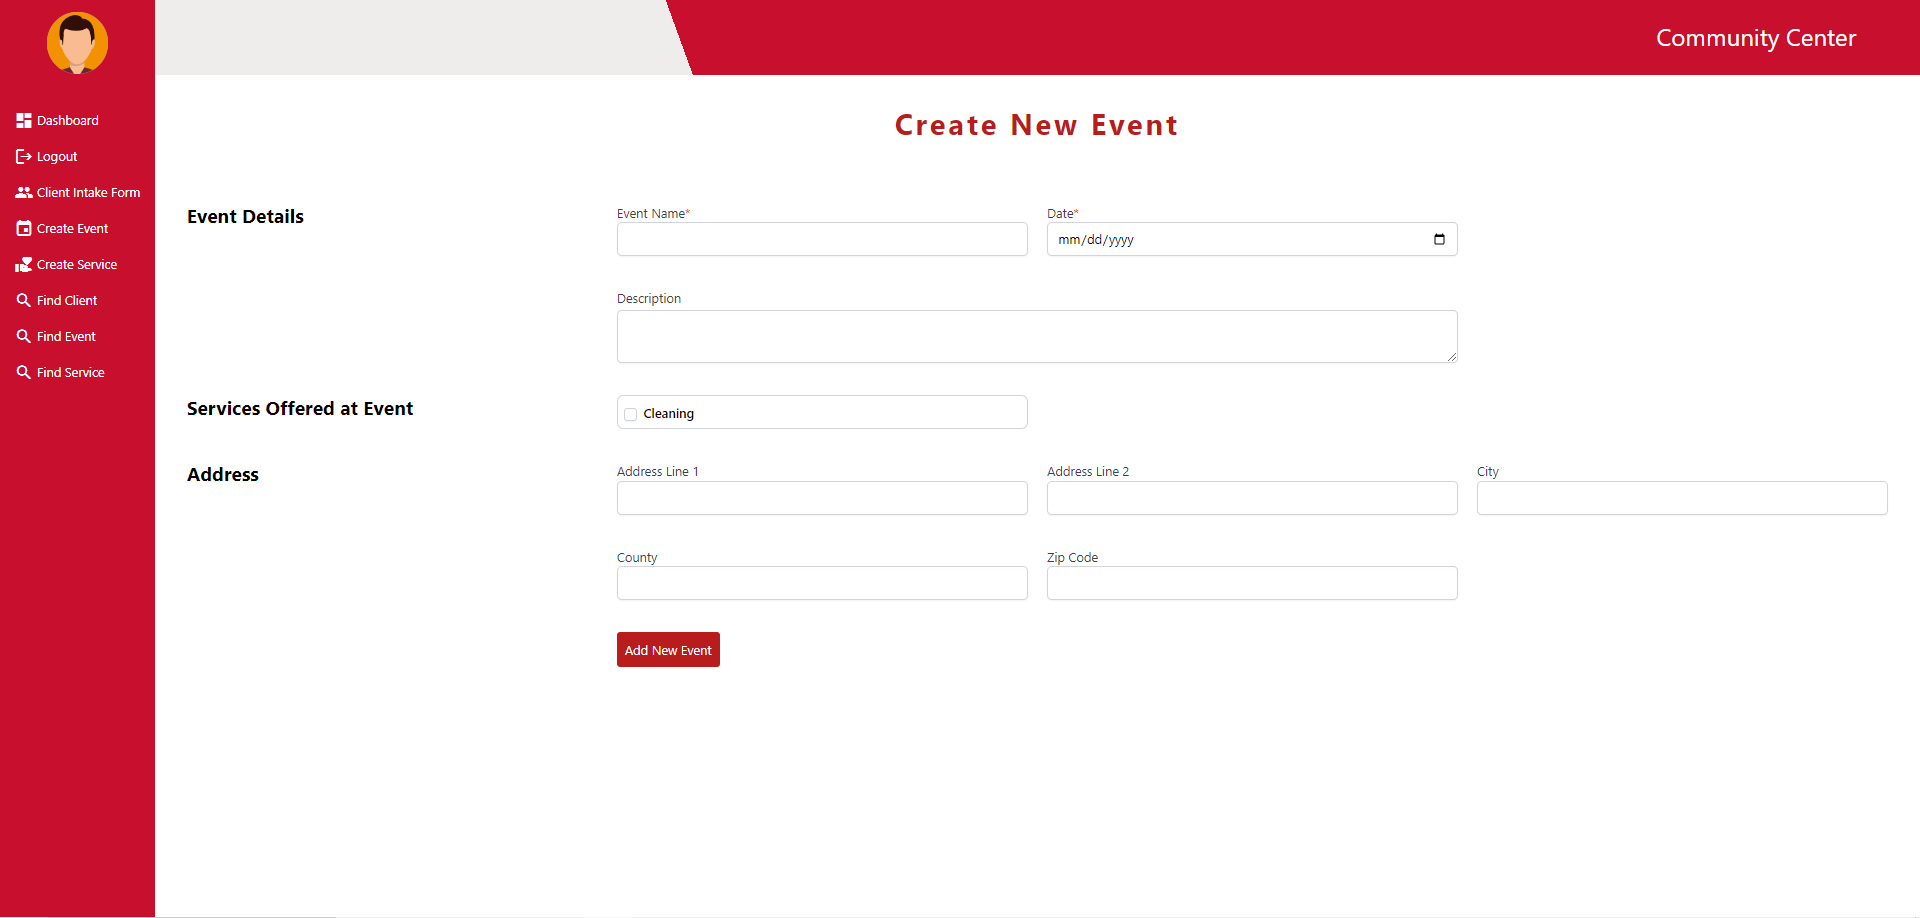 Community Center
Dashboard
Logout
Client Intake Form
Create Event
Create Service
Find Client
Find Event
Find Service
Create New Event
Event Details
Event Name*
Date*
mm/dd/yyyy
Description
Services Offered at Event
Cleaning
Address
Address Line 1
Address Line 2
City
County
Zip Code
Add New Event